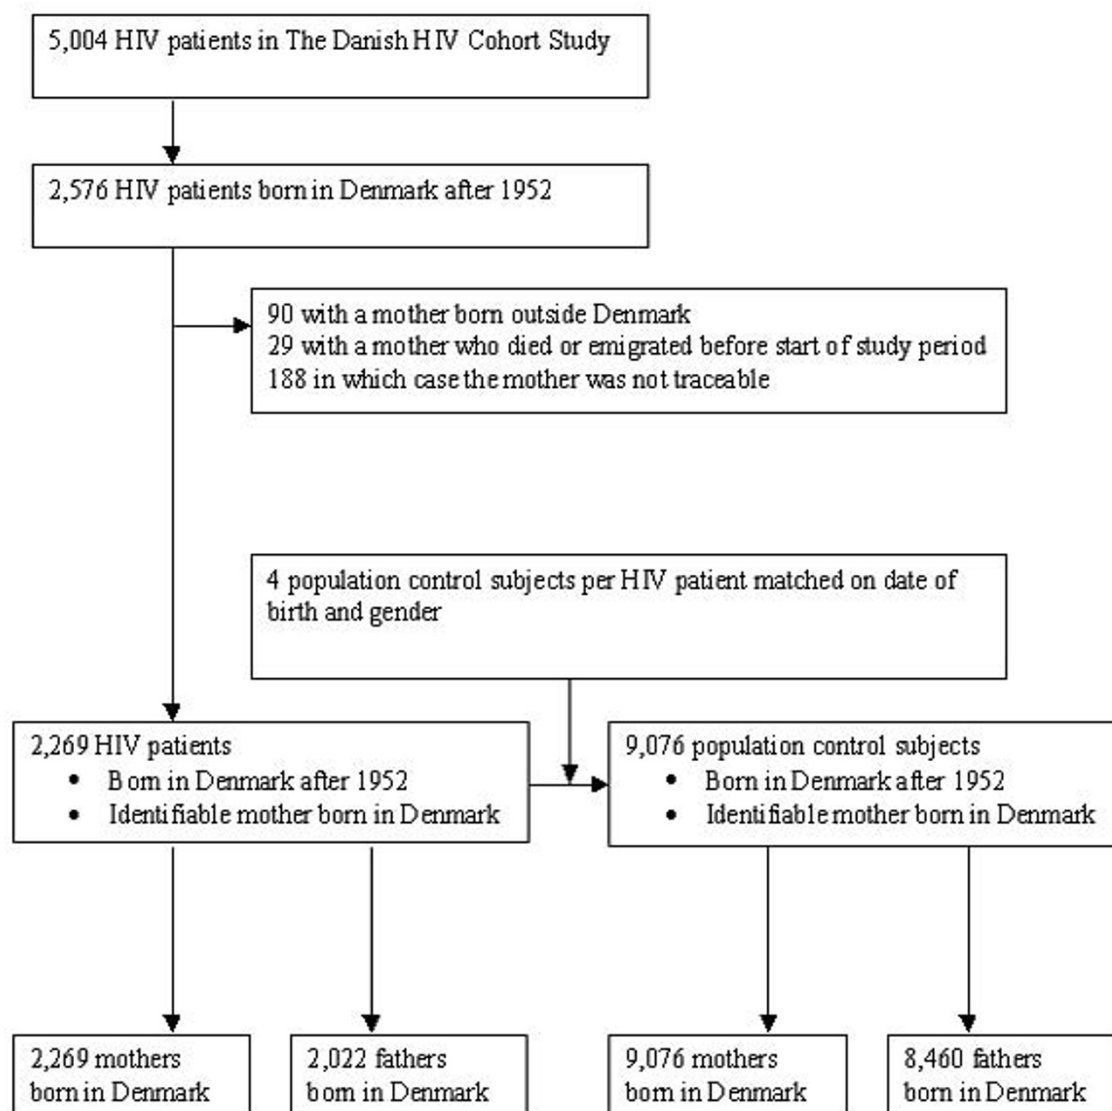 5,004 HIV patients in The Danish HIV Cohort Study
2,576 HIV patients born in Denmark after 1952
90 with a mother born outside Denmark
29 with a mother who died or emigrated before start of study period
188 in which case the mother was not traceable
4 population control subjects per HIV patient matched on date of
birth and gender
2,269 HIV patients
• Born in Denmark after 1952
• Identifiable mother born in Denmark
9,076 population control subjects
• Born in Denmark after 1952
• Identifiable mother born in Denmark
2,269 mothers
born in Denmark
2,022 fathers
born in Denmark
9,076 mothers
born in Denmark
8,460 fathers
born in Denmark